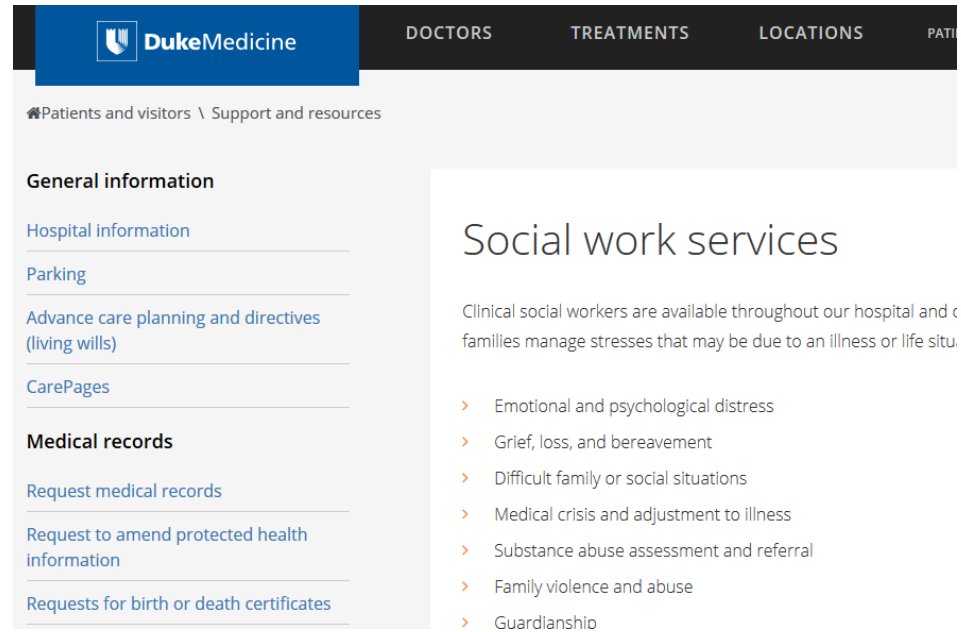 DukeMedicine
DOCTORS TREATMENTS LOCATIONS
Patients and visitors \ Support and resources
General information
Hospital information
Parking
Advance care planning and directives
(living wills)
CarePages
Medical records
Request medical records
Request to amend protected health
information
Requests for birth or death certificates
Social work services
Clinical social workers are available throughout our hospital and
families manage stresses that may be due to an illness or life
Emotional and psychological distress
Grief, loss, and bereavement
Difficult family or social situations
Medical crisis and adjustment to illness
Substance abuse assessment and referral
Family violence and abuse
Guardianship